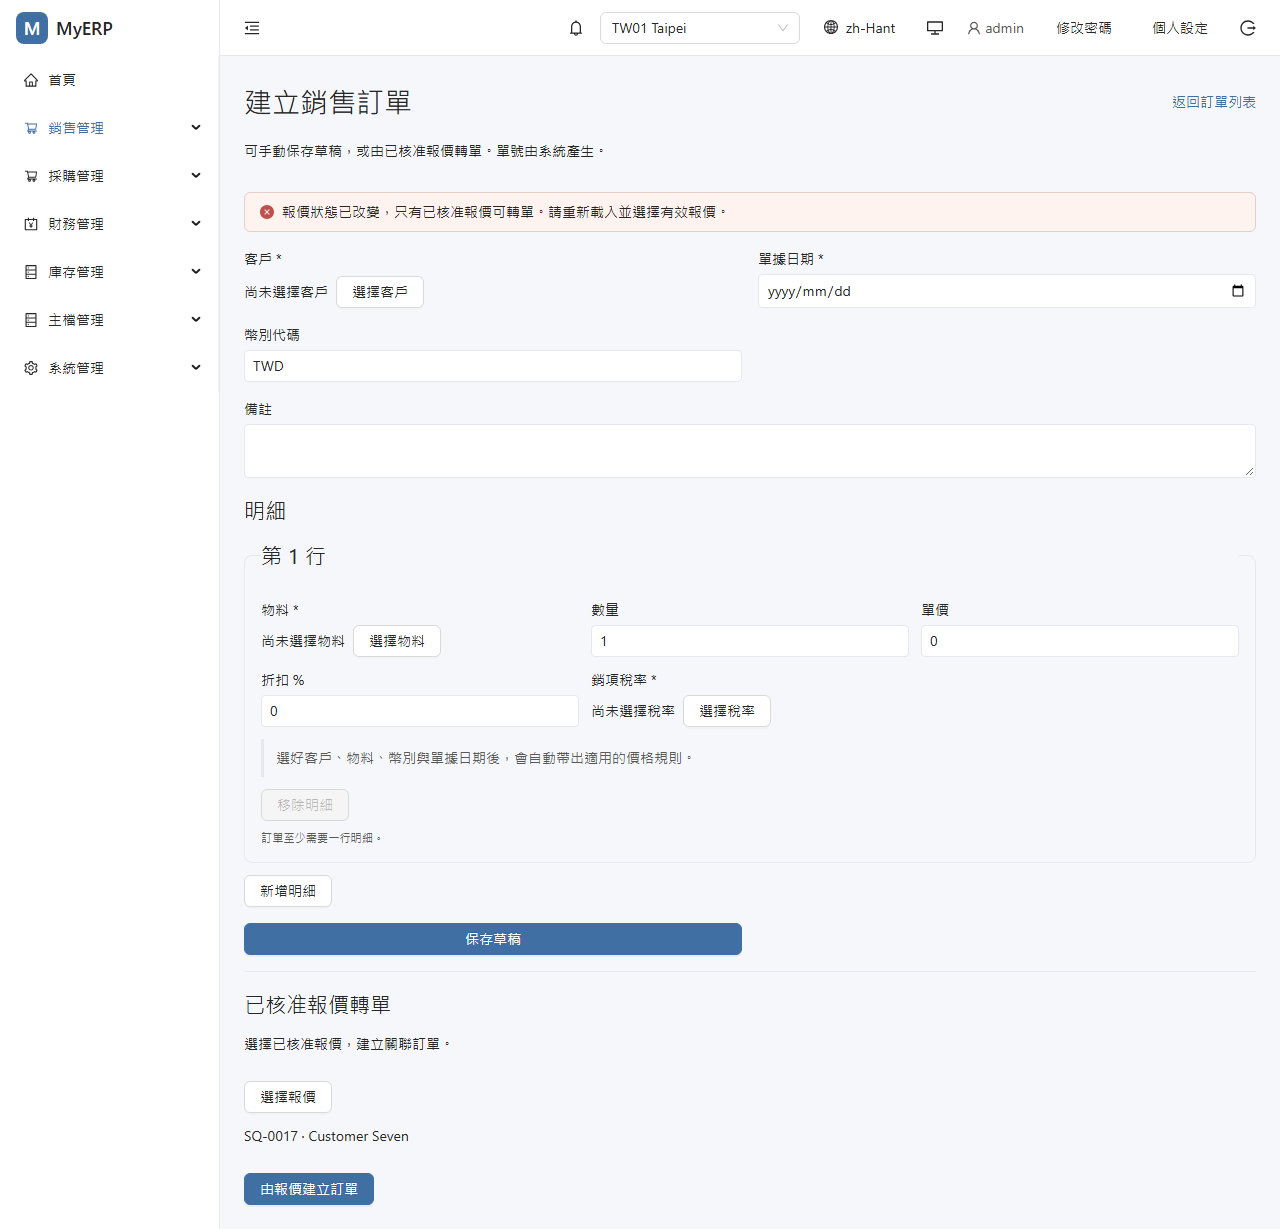 M MyERP
TW01 Taipei
zh-Hant
admin
修改密碼
個人設定
首頁
銷售管理
採購管理
財務管理
庫存管理
主檔管理
系統管理
建立銷售訂單
返回訂單列表
可手動保存草稿，或由已核准報價轉單。單號由系統產生。
報價狀態已改變，只有已核准報價可轉單。請重新載入並選擇有效報價。
客戶 *
單據日期 *
尚未選擇客戶 選擇客戶
yyyy/mm/dd
幣別代碼
TWD
備註
明細
第 1 行
物料 *
數量
單價
尚未選擇物料 選擇物料
1
0
折扣 %
銷項稅率 *
0
尚未選擇稅率 選擇稅率
選好客戶、物料、幣別與單據日期後，會自動帶出適用的價格規則。
移除明細
訂單至少需要一行明細。
新增明細
保存草稿
已核准報價轉單
選擇已核准報價，建立關聯訂單。
選擇報價
SQ-0017 · Customer Seven
由報價建立訂單